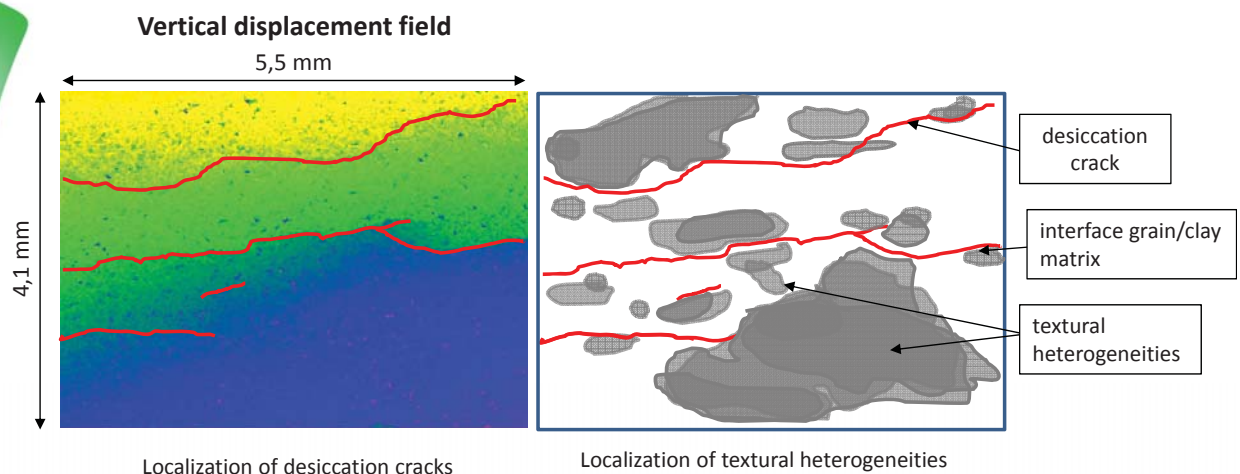 Vertical displacement field
5,5 mm
4,1 mm
desiccation
crack
interface grain/clay
matrix
textural
heterogeneities
Localization of desiccation cracks
Localization of textural heterogeneities